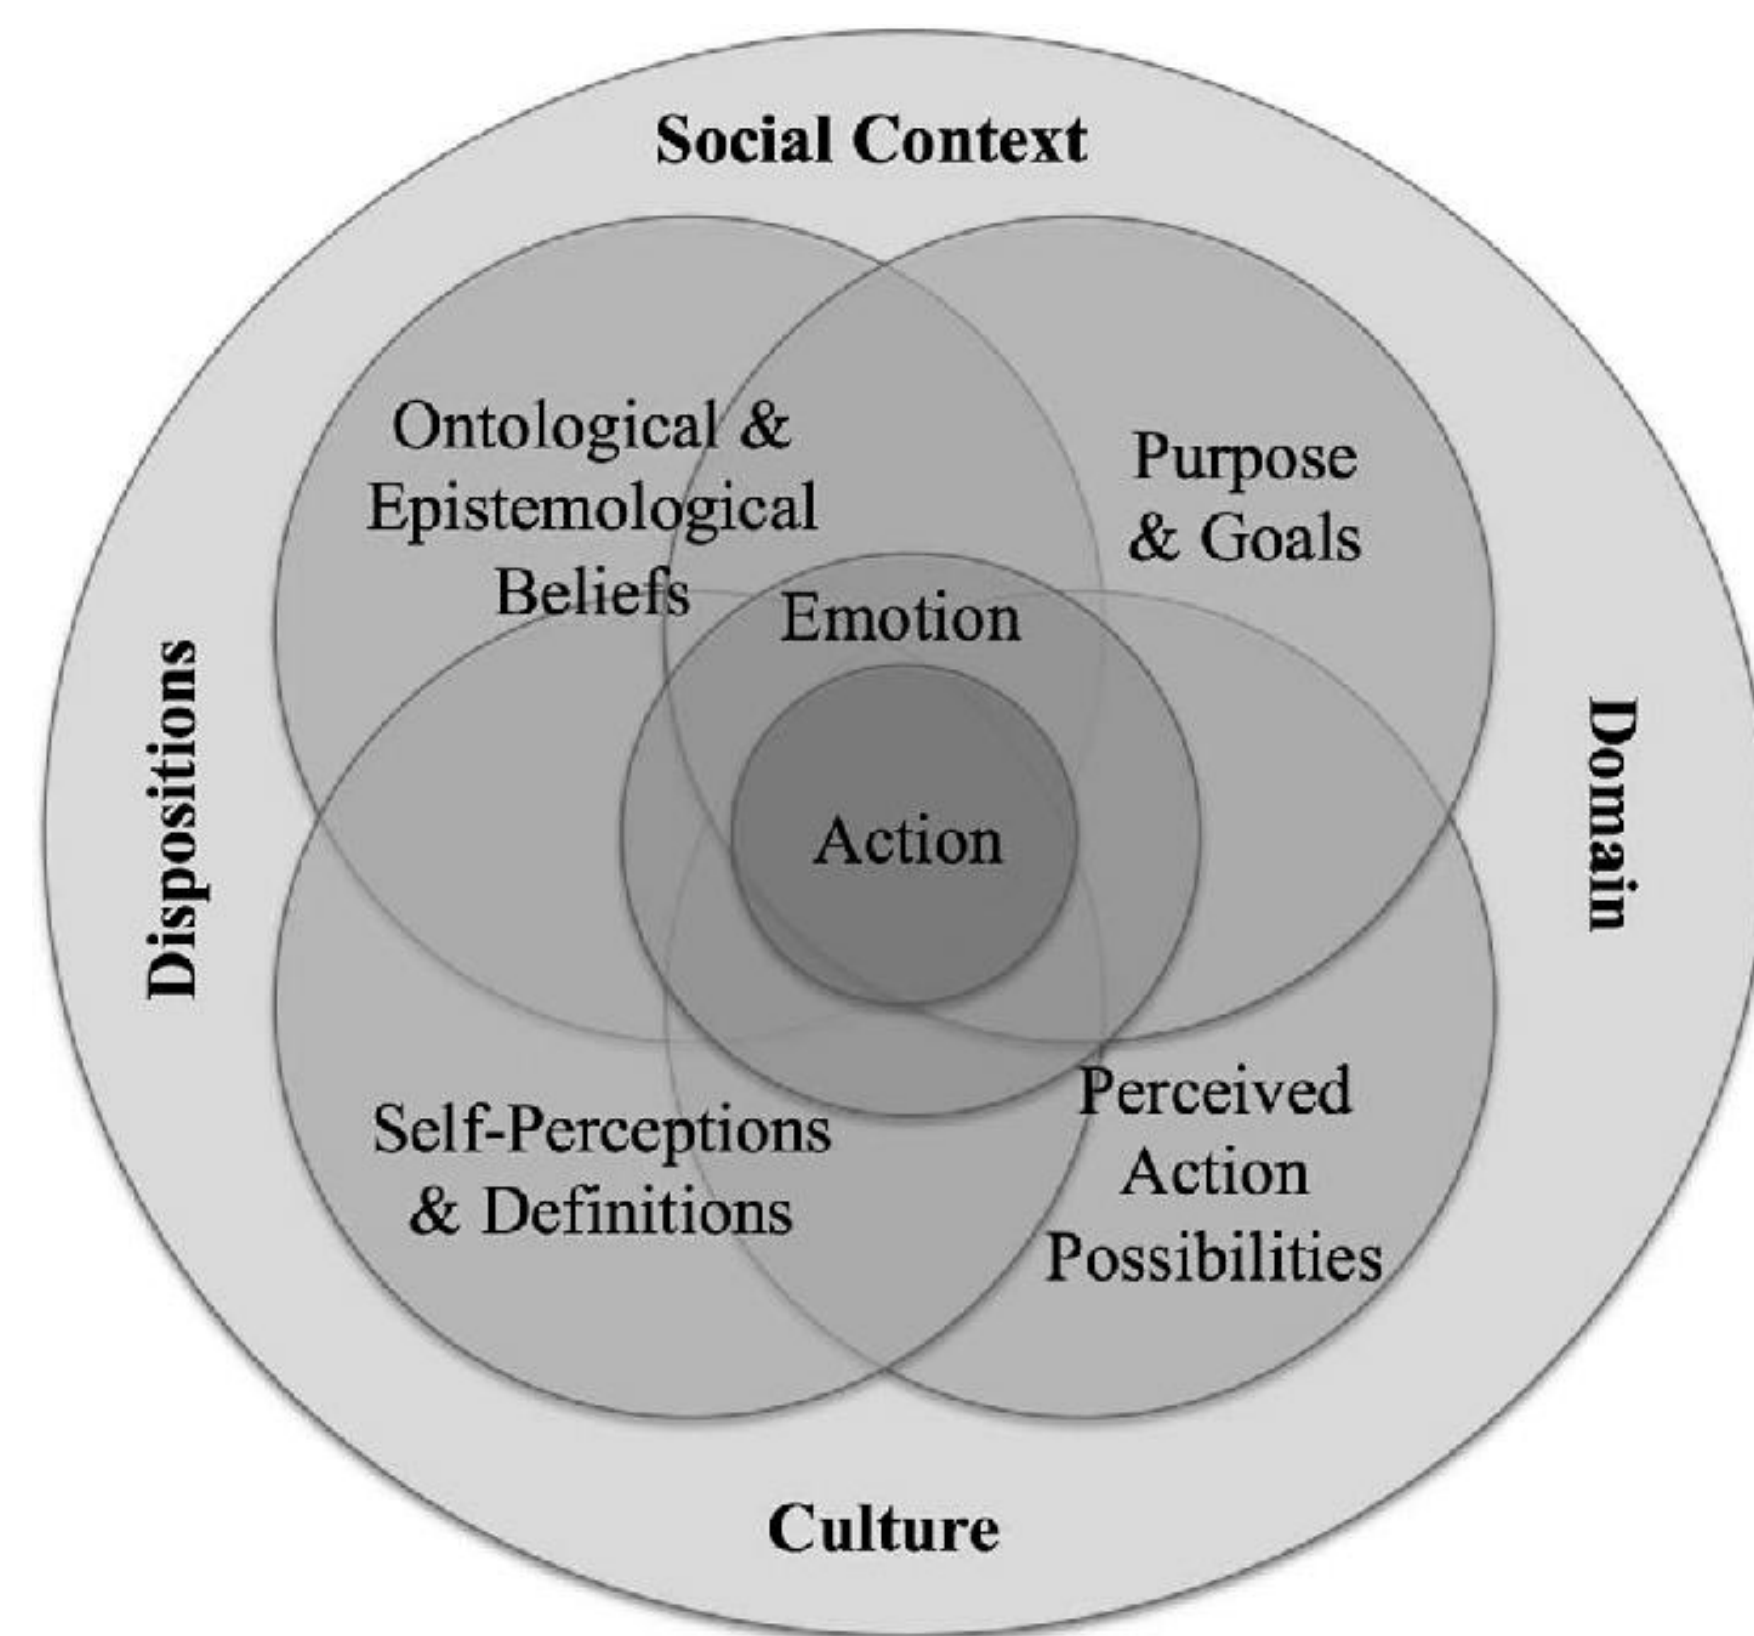 Social Context
Ontological &
Epistemological
Beliefs
Purpose
& Goals
Emotion
Dispositions
Domain
Action
Self-Perceptions
& Definitions
Perceived
Action
Possibilities
Culture